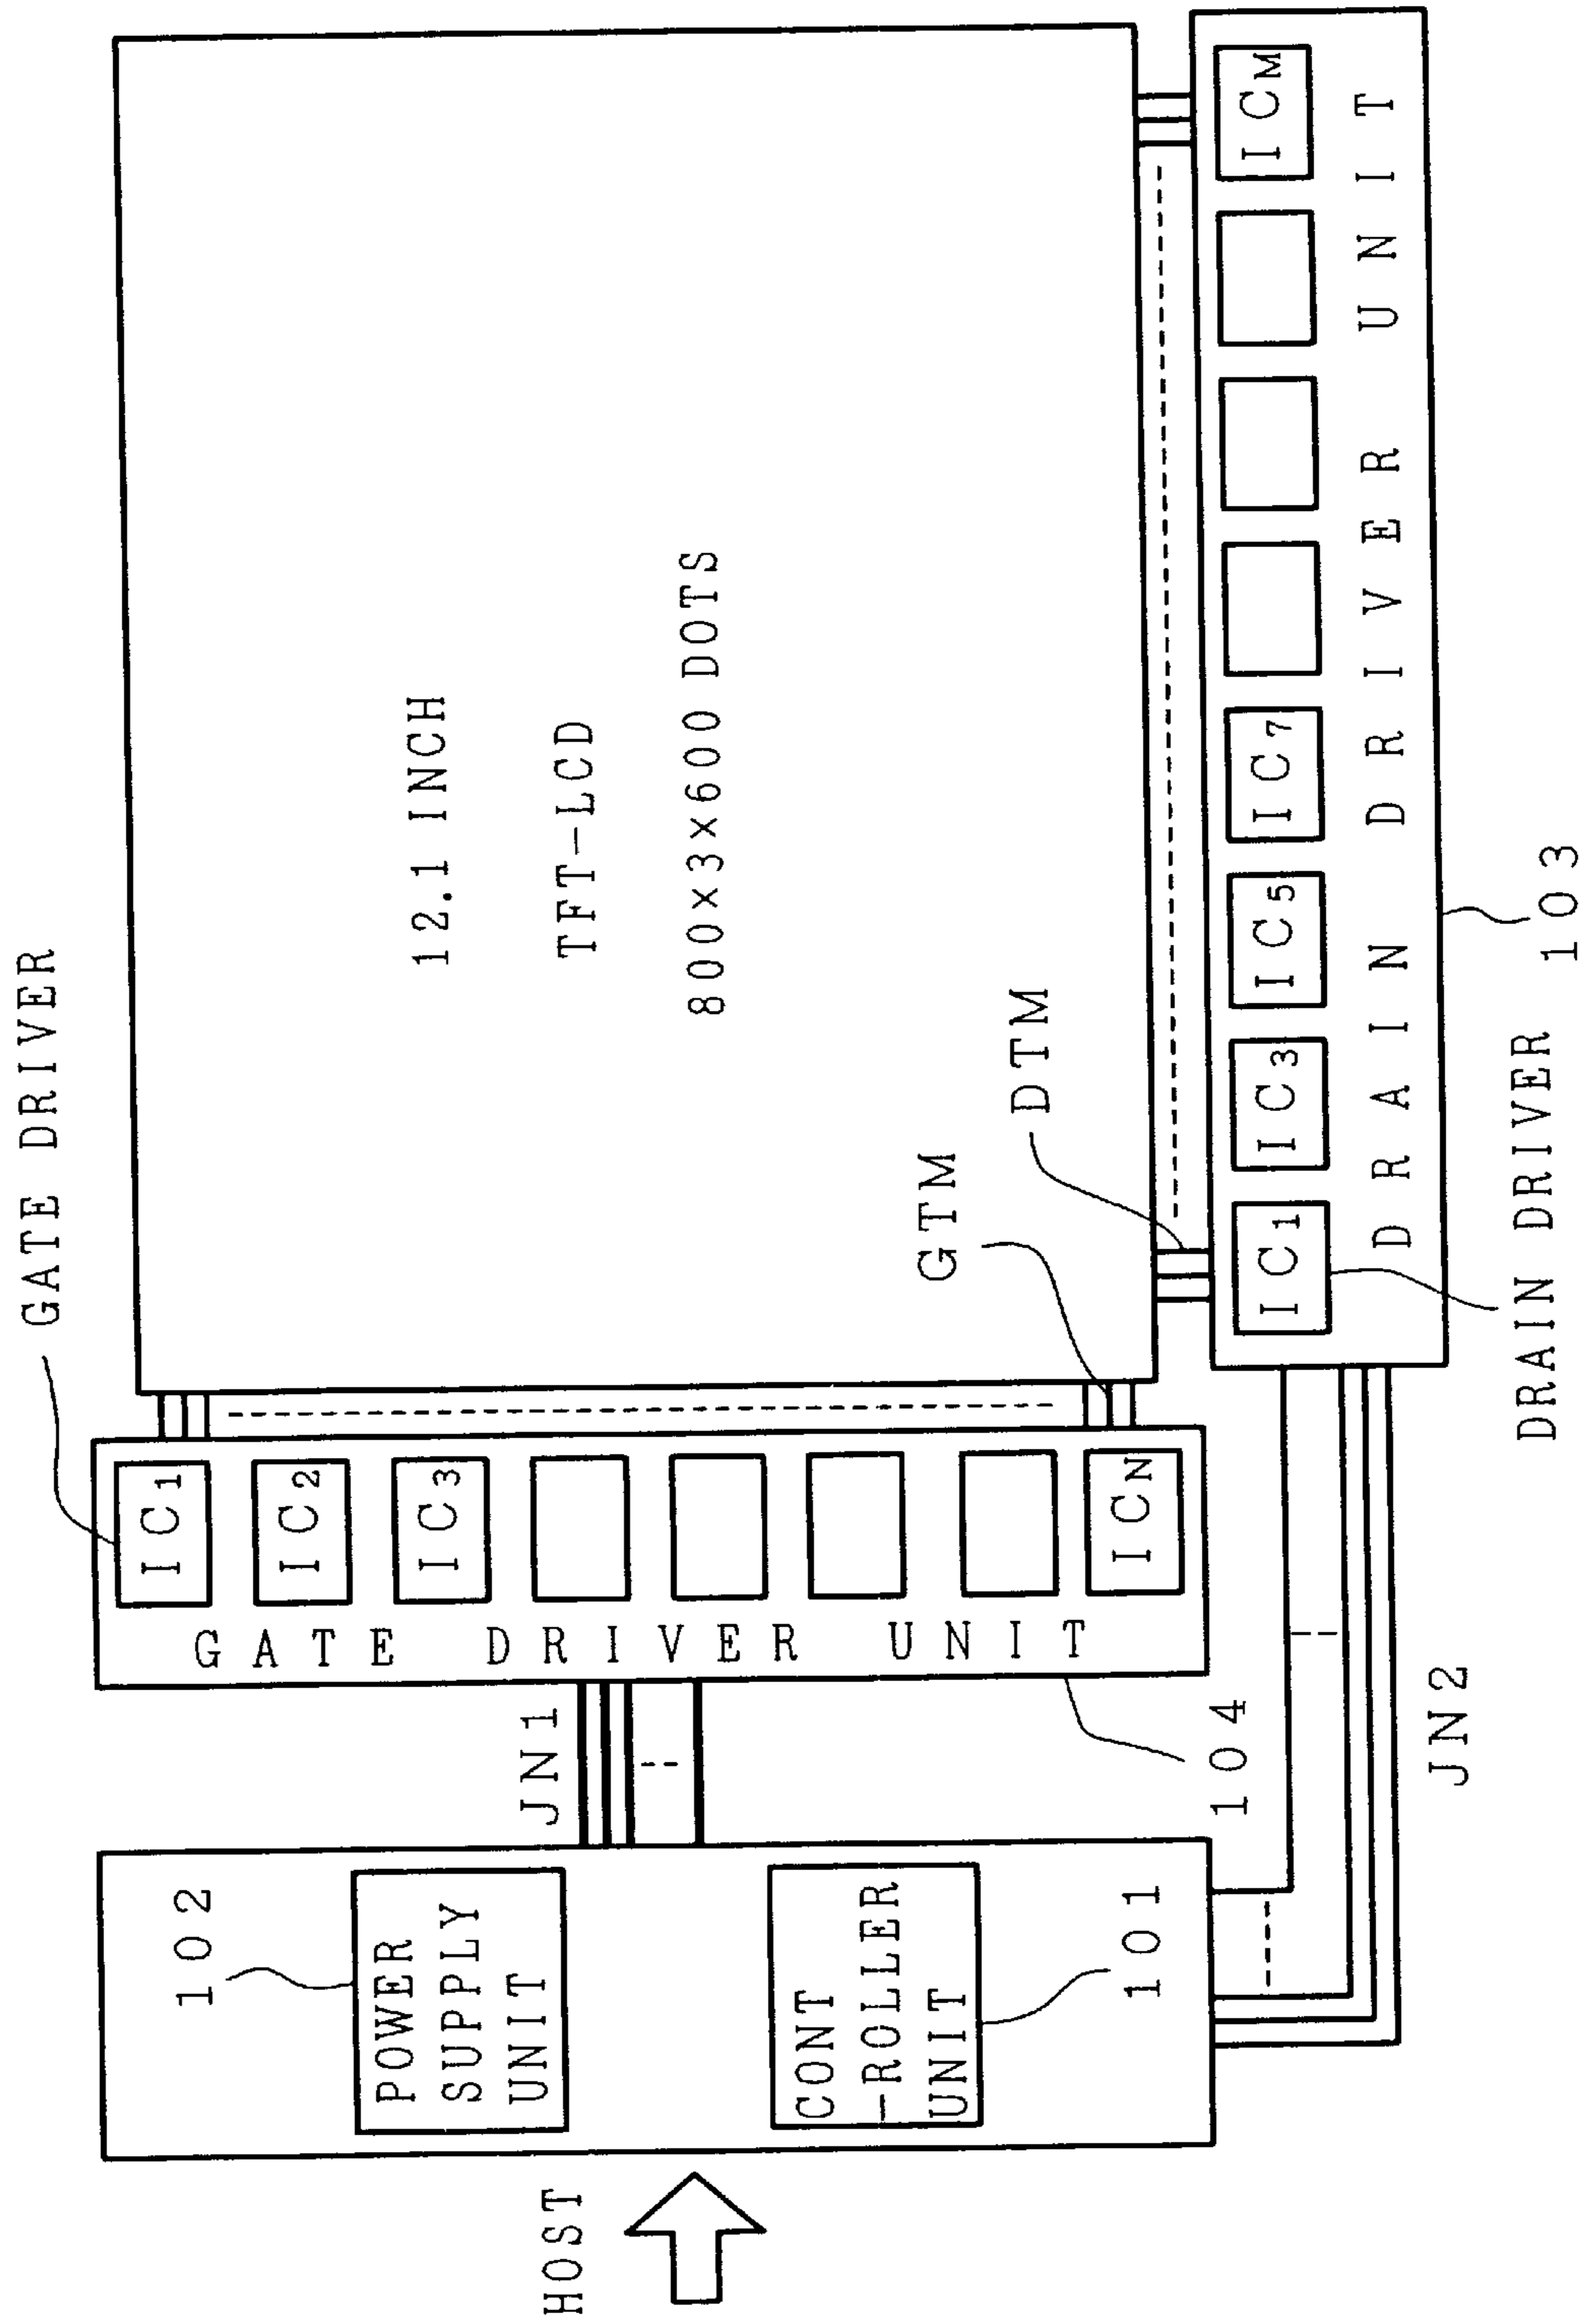 HOST
102
POWER
SUPPLY
UNIT
CONT
-ROLLER
UNIT
101
JN1
104
JN2
GATE DRIVER
IC1
IC2
IC3
ICN
GATE DRIVER UNIT
12.1 INCH
TFT-LCD
800×3×600 DOTS
GTM
DTM
IC1
IC3
IC5
IC7
ICM
DRAIN DRIVER UNIT
DRAIN DRIVER
103